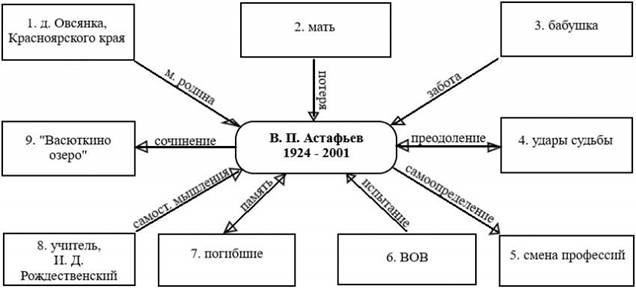 1. д. Овсянка,
Красноярского края
2. мать
3. бабушка
м. родина
потеря
забота
9. "Васюткино
озеро"
сочинение
В. П. Астафьев
1924 - 2001
преодоление
4. удары судьбы
самост. мышления
память
испытание
самоопределение
8. учитель,
И. Д.
Рождественский
7. погибшие
6. ВОВ
5. смена профессий